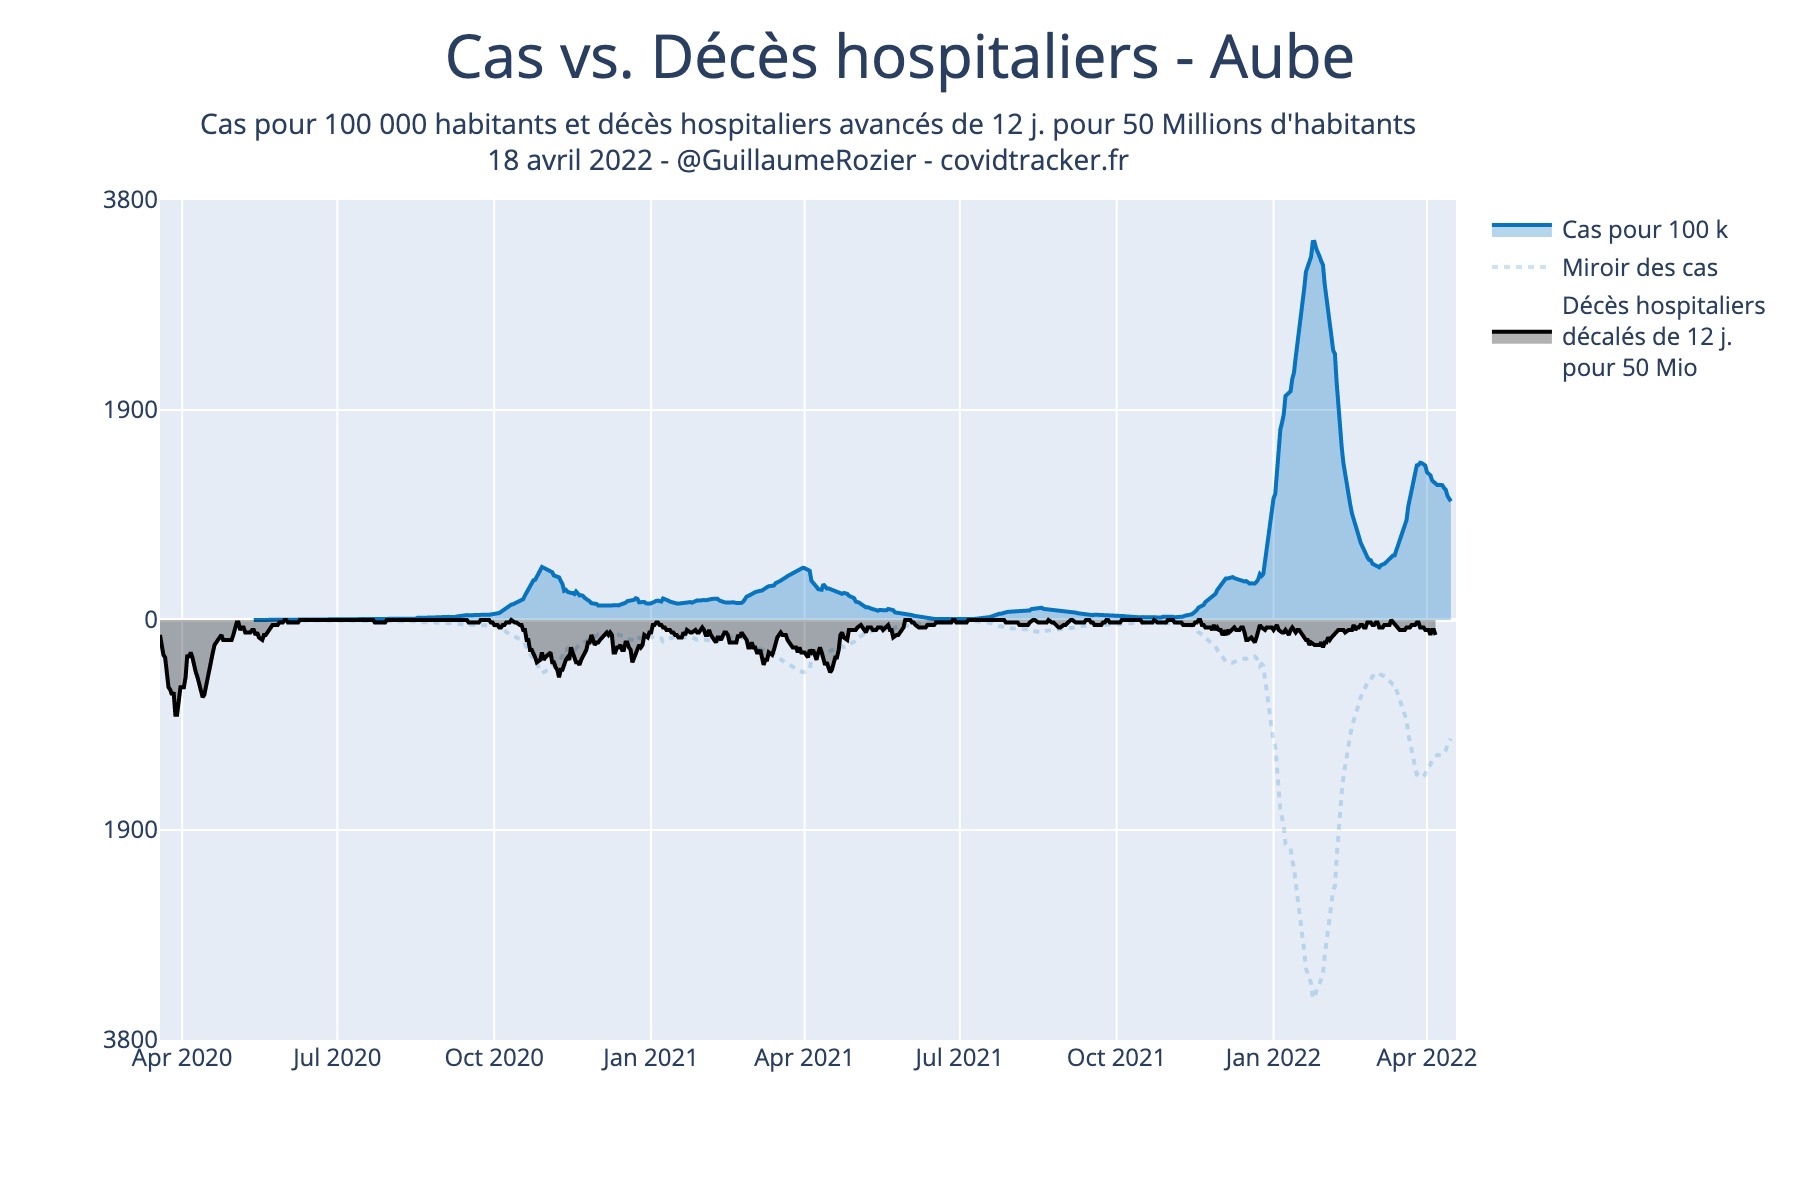 Cas vs. Décès hospitaliers - Aube
Cas pour 100 000 habitants et décès hospitaliers avancés de 12 j. pour 50 Millions d'habitants
18 avril 2022 - @GuillaumeRozier - covidtracker.fr
3800
1900
0
1900
3800
Apr 2020
Jul 2020
Oct 2020
Jan 2021
Apr 2021
Jul 2021
Oct 2021
Jan 2022
Apr 2022
Cas pour 100 k
Miroir des cas
Décès hospitaliers
décalés de 12 j.
pour 50 Mio